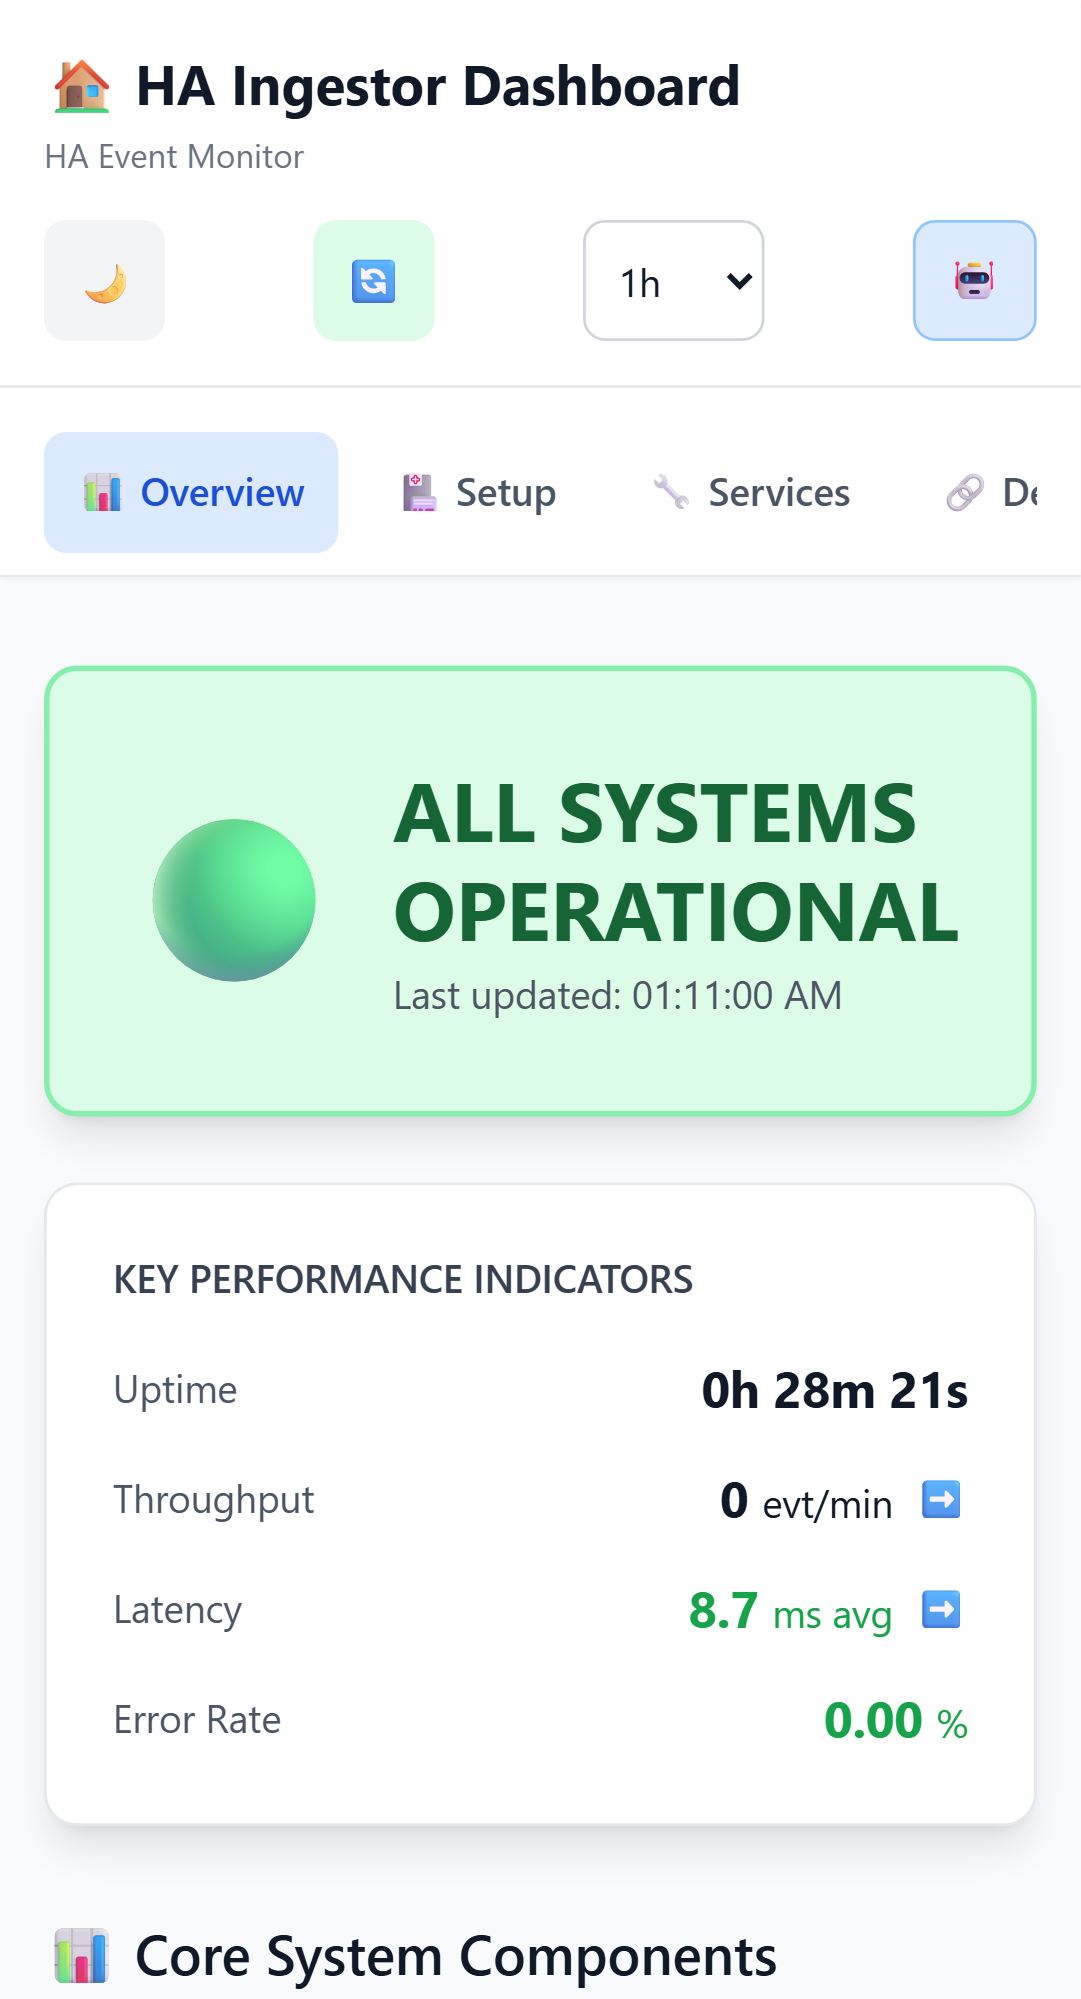 HA Ingestor Dashboard
HA Event Monitor
1h
Overview Setup Services De
ALL SYSTEMS
OPERATIONAL
Last updated: 01:11:00 AM
KEY PERFORMANCE INDICATORS
Uptime 0h 28m 21s
Throughput 0 evt/min
Latency 8.7 ms avg
Error Rate 0.00 %
Core System Components